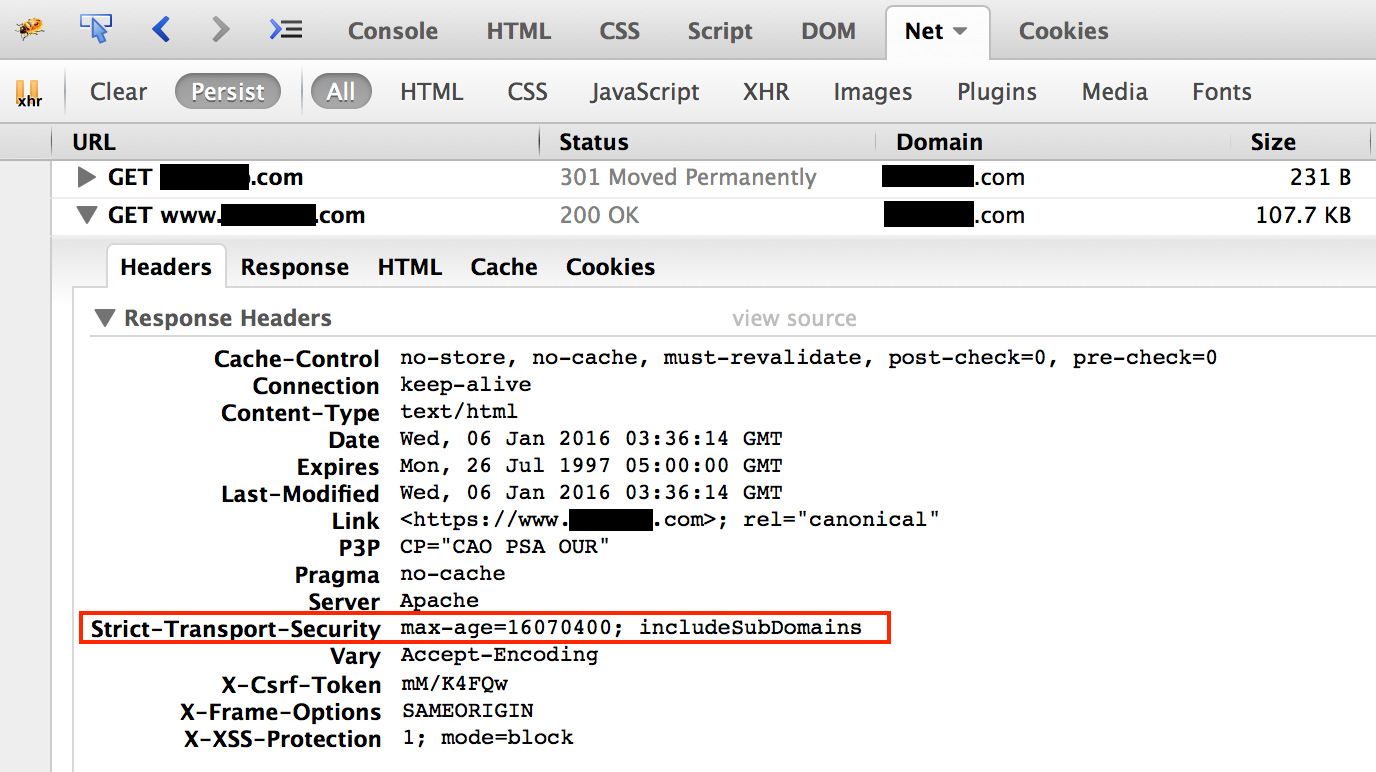 Console HTML CSS Script DOM Net Cookies
xhr Clear Persist All HTML CSS JavaScript XHR Images Plugins Media Fonts
URL Status Domain Size
GET .com 301 Moved Permanently .com 231 B
GET www. .com 200 OK .com 107.7 KB
Headers Response HTML Cache Cookies
Response Headers view source
Cache-Control no-store, no-cache, must-revalidate, post-check=0, pre-check=0
Connection keep-alive
Content-Type text/html
Date Wed, 06 Jan 2016 03:36:14 GMT
Expires Mon, 26 Jul 1997 05:00:00 GMT
Last-Modified Wed, 06 Jan 2016 03:36:14 GMT
Link <https://www. .com>; rel="canonical"
P3P CP="CAO PSA OUR"
Pragma no-cache
Server Apache
Strict-Transport-Security max-age=16070400; includeSubDomains
Vary Accept-Encoding
X-Csrf-Token mM/K4FQw
X-Frame-Options SAMEORIGIN
X-XSS-Protection 1; mode=block